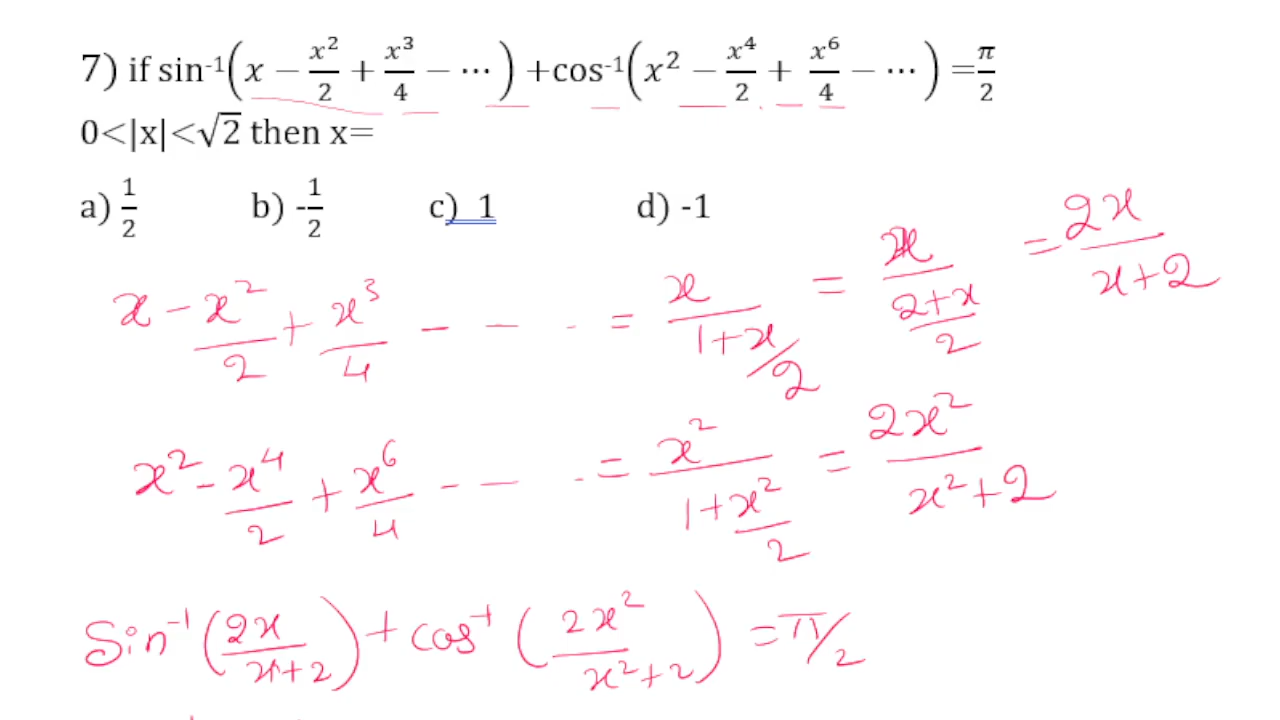 7) if sin⁻¹(x − x²/2 + x³/4 − ⋯) +cos⁻¹(x² − x⁴/2 + x⁶/4 − ⋯) =π/2
0<|x|<√2 then x=
a) 1/2 b) -1/2 c) 1 d) -1
x − x²/2 + x³/4 − − - = x/(1+x/2) = x/((2+x)/2) = 2x/(x+2)
x² − x⁴/2 + x⁶/4 - − - = x²/(1+x²/2) = 2x²/(x²+2)
Sin⁻¹(2x/(x+2)) + cos⁻¹(2x²/(x²+2)) = π/2